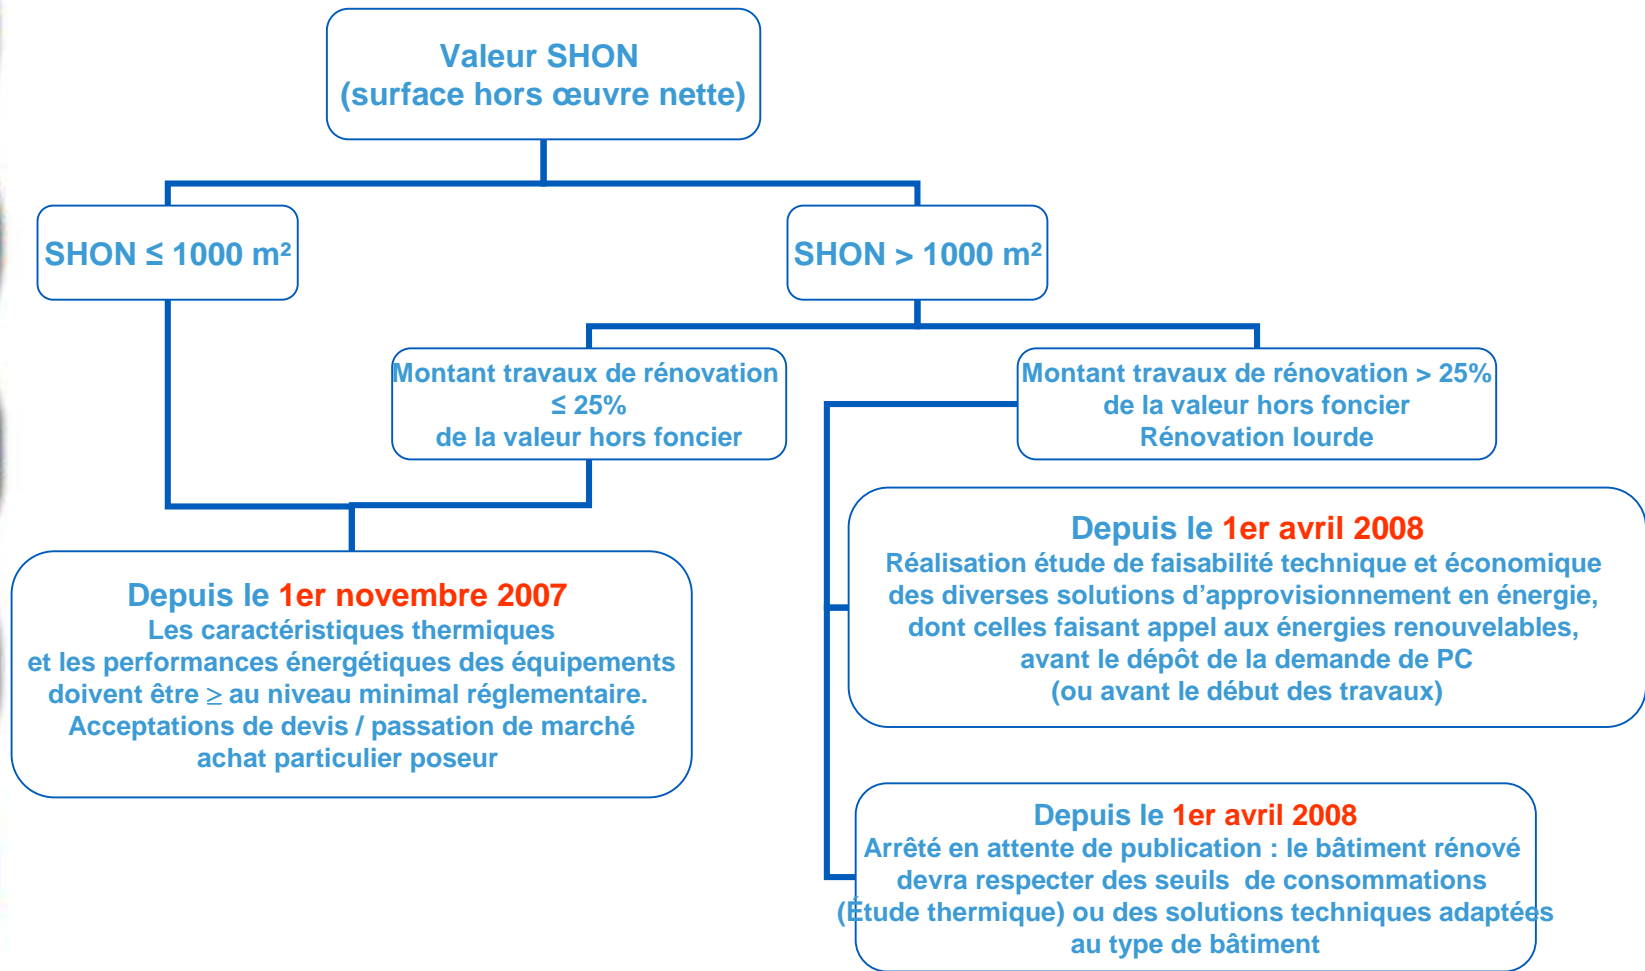 Valeur SHON
(surface hors œuvre nette)
SHON ≤ 1000 m²
SHON > 1000 m²
Montant travaux de rénovation
≤ 25%
de la valeur hors foncier
Montant travaux de rénovation > 25%
de la valeur hors foncier
Rénovation lourde
Depuis le 1er novembre 2007
Les caractéristiques thermiques
et les performances énergétiques des équipements
doivent être ≥ au niveau minimal réglementaire.
Acceptations de devis / passation de marché
achat particulier poseur
Depuis le 1er avril 2008
Réalisation étude de faisabilité technique et économique
des diverses solutions d’approvisionnement en énergie,
dont celles faisant appel aux énergies renouvelables,
avant le dépôt de la demande de PC
(ou avant le début des travaux)
Depuis le 1er avril 2008
Arrêté en attente de publication : le bâtiment rénové
devra respecter des seuils de consommations
(Étude thermique) ou des solutions techniques adaptées
au type de bâtiment